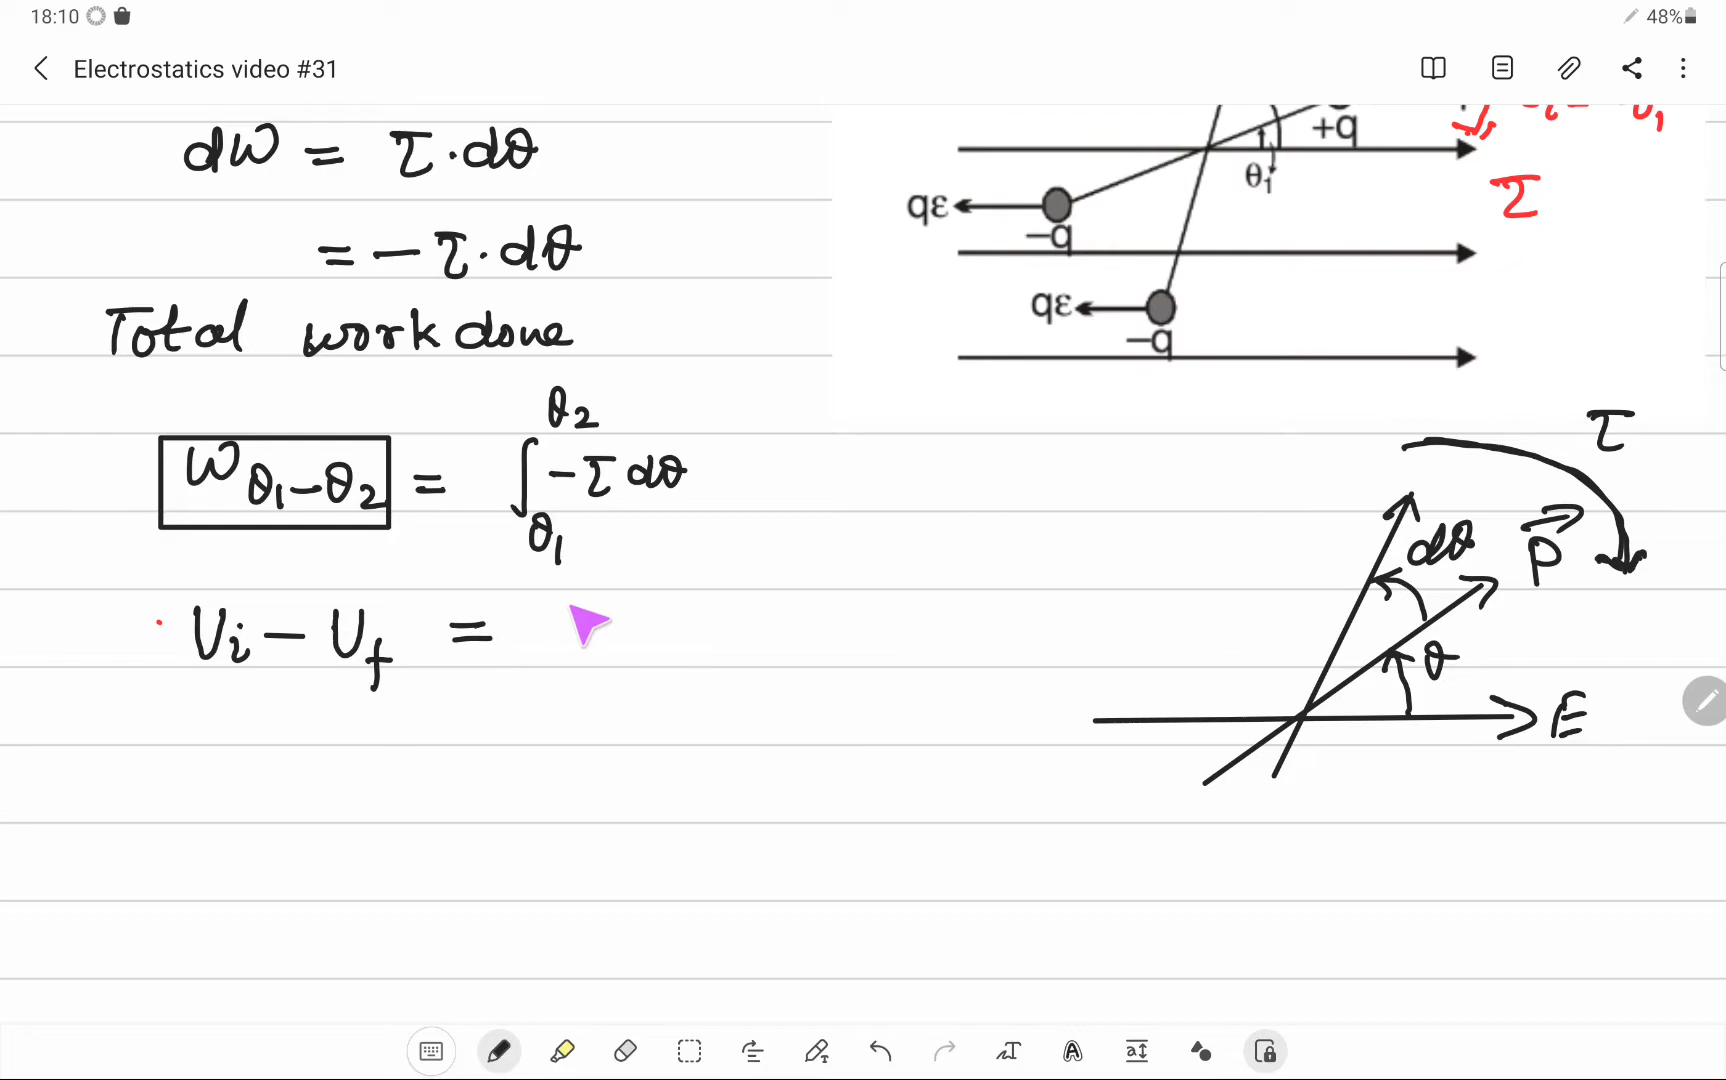 18:10
48%
Electrostatics video #31
dW = τ·dθ
= −τ·dθ
Total work done
W θ1−θ2 = ∫ θ1 θ2 −τ dθ
Ui − Uf =
+q
θ1
qε
−q
qε
−q
τ
τ
dθ
P
θ
E